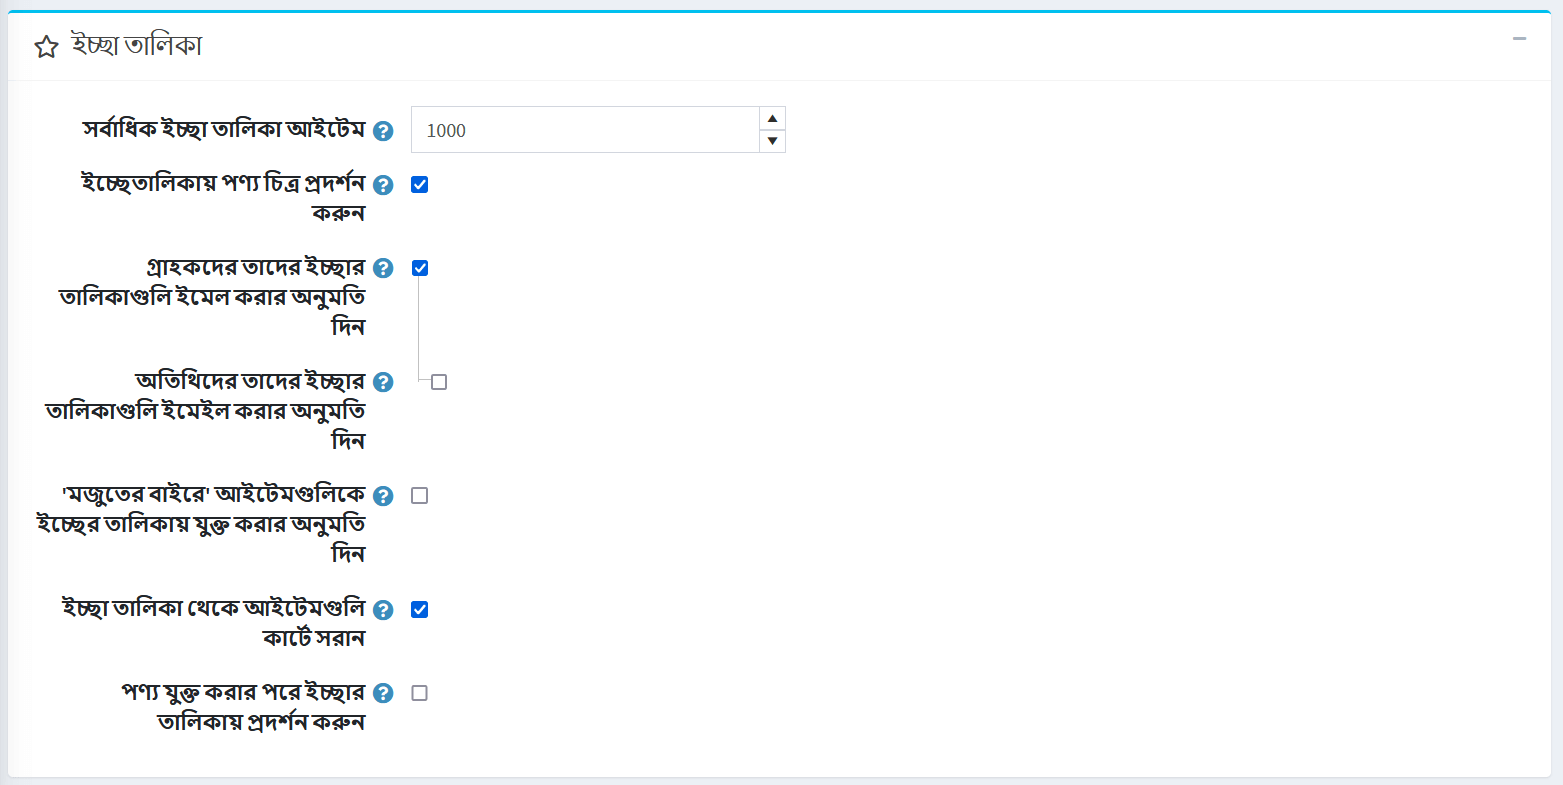 ইচ্ছা তালিকা
সর্বাধিক ইচ্ছা তালিকা আইটেম
1000
ইচ্ছেতালিকায় পণ্য চিত্র প্রদর্শন
করুন
গ্রাহকদের তাদের ইচ্ছার
তালিকাগুলি ইমেল করার অনুমতি
দিন
অতিথিদের তাদের ইচ্ছার
তালিকাগুলি ইমেইল করার অনুমতি
দিন
'মজুতের বাইরে' আইটেমগুলিকে
ইচ্ছের তালিকায় যুক্ত করার অনুমতি
দিন
ইচ্ছা তালিকা থেকে আইটেমগুলি
কার্টে সরান
পণ্য যুক্ত করার পরে ইচ্ছার
তালিকায় প্রদর্শন করুন